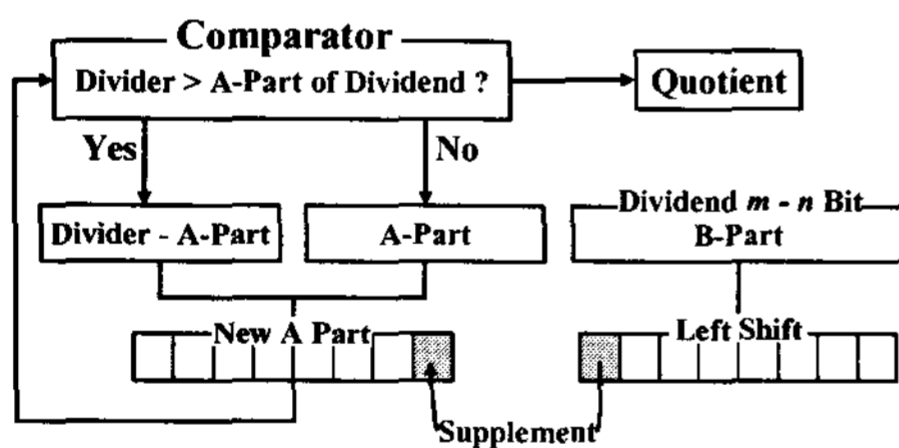 Comparator
Divider > A-Part of Dividend ?
Quotient
Yes
No
Divider - A-Part
A-Part
Dividend m - n Bit
B-Part
New A Part
Left Shift
Supplement